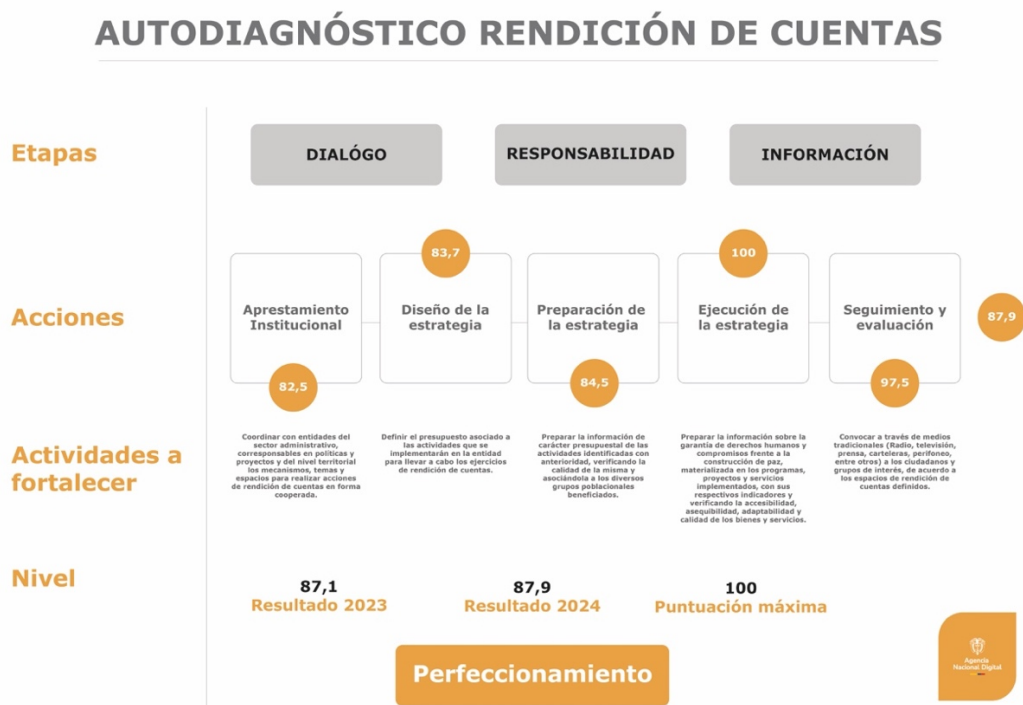 AUTODIAGNÓSTICO RENDICIÓN DE CUENTAS
Etapas
DIALÓGO
RESPONSABILIDAD
INFORMACIÓN
Acciones
Aprestamiento
Institucional
82,5
83,7
Diseño de la
estrategia
Preparación de
la estrategia
84,5
100
Ejecución de
la estrategia
Seguimiento y
evaluación
97,5
87,9
Actividades a
fortalecer
Coordinar con entidades del
sector administrativo,
corresponsables en políticas y
proyectos y del nivel territorial
los mecanismos, temas y
espacios para realizar acciones
de rendición de cuentas en forma
cooperada.
Definir el presupuesto asociado a
las actividades que se
implementarán en la entidad
para llevar a cabo los ejercicios
de rendición de cuentas.
Preparar la información de
carácter presupuestal de las
actividades identificadas con
anterioridad, verificando la
calidad de la misma y
asociándola a los diversos
grupos poblacionales
beneficiados.
Preparar la información sobre la
garantía de derechos humanos y
compromisos frente a la
construcción de paz,
materializada en los programas,
proyectos y servicios
implementados, con sus
respectivos indicadores y
verificando la accesibilidad,
asequibilidad, adaptabilidad y
calidad de los bienes y servicios.
Convocar a través de medios
tradicionales (Radio, televisión,
prensa, carteleras, perifoneo,
entre otros) a los ciudadanos y
grupos de interés, de acuerdo a
los espacios de rendición de
cuentas definidos.
Nivel
87,1
Resultado 2023
87,9
Resultado 2024
100
Puntuación máxima
Perfeccionamiento
Agencia
Nacional Digital